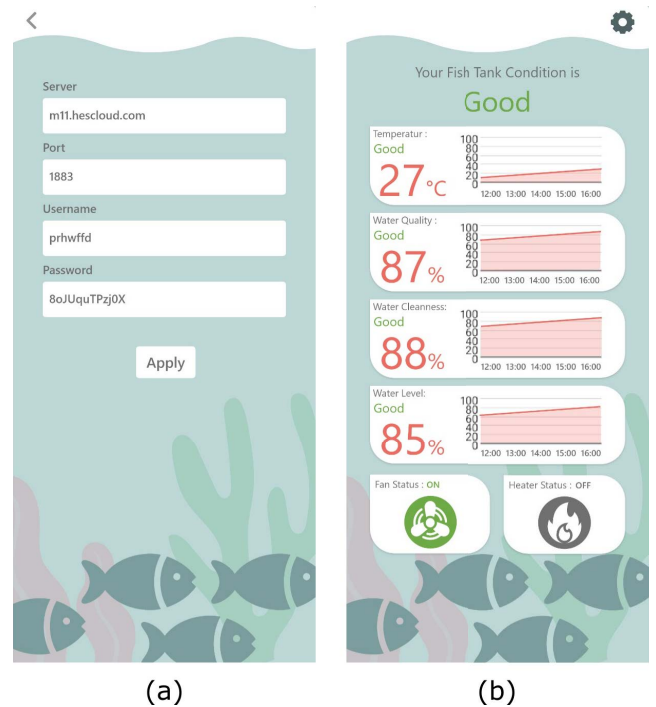 Server
m11.hescloud.com
Port
1883
Username
prhwffd
Password
8oJUquTPzj0X
Apply
(a)
Your Fish Tank Condition is
Good
Temperatur :
Good
27°C
100
80
60
40
20
0
12:00 13:00 14:00 15:00 16:00
Water Quality :
Good
87%
100
80
60
40
20
0
12:00 13:00 14:00 15:00 16:00
Water Cleanness:
Good
88%
100
80
60
40
20
0
12:00 13:00 14:00 15:00 16:00
Water Level:
Good
85%
100
80
60
40
20
0
12:00 13:00 14:00 15:00 16:00
Fan Status : ON
Heater Status : OFF
(b)